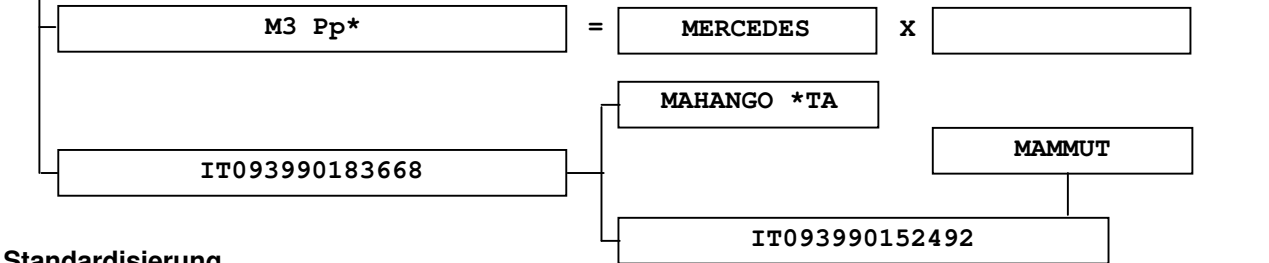 M3 Pp* = MERCEDES X
MAHANGO *TA
MAMMUT
IT093990183668
IT093990152492
Standardisierung